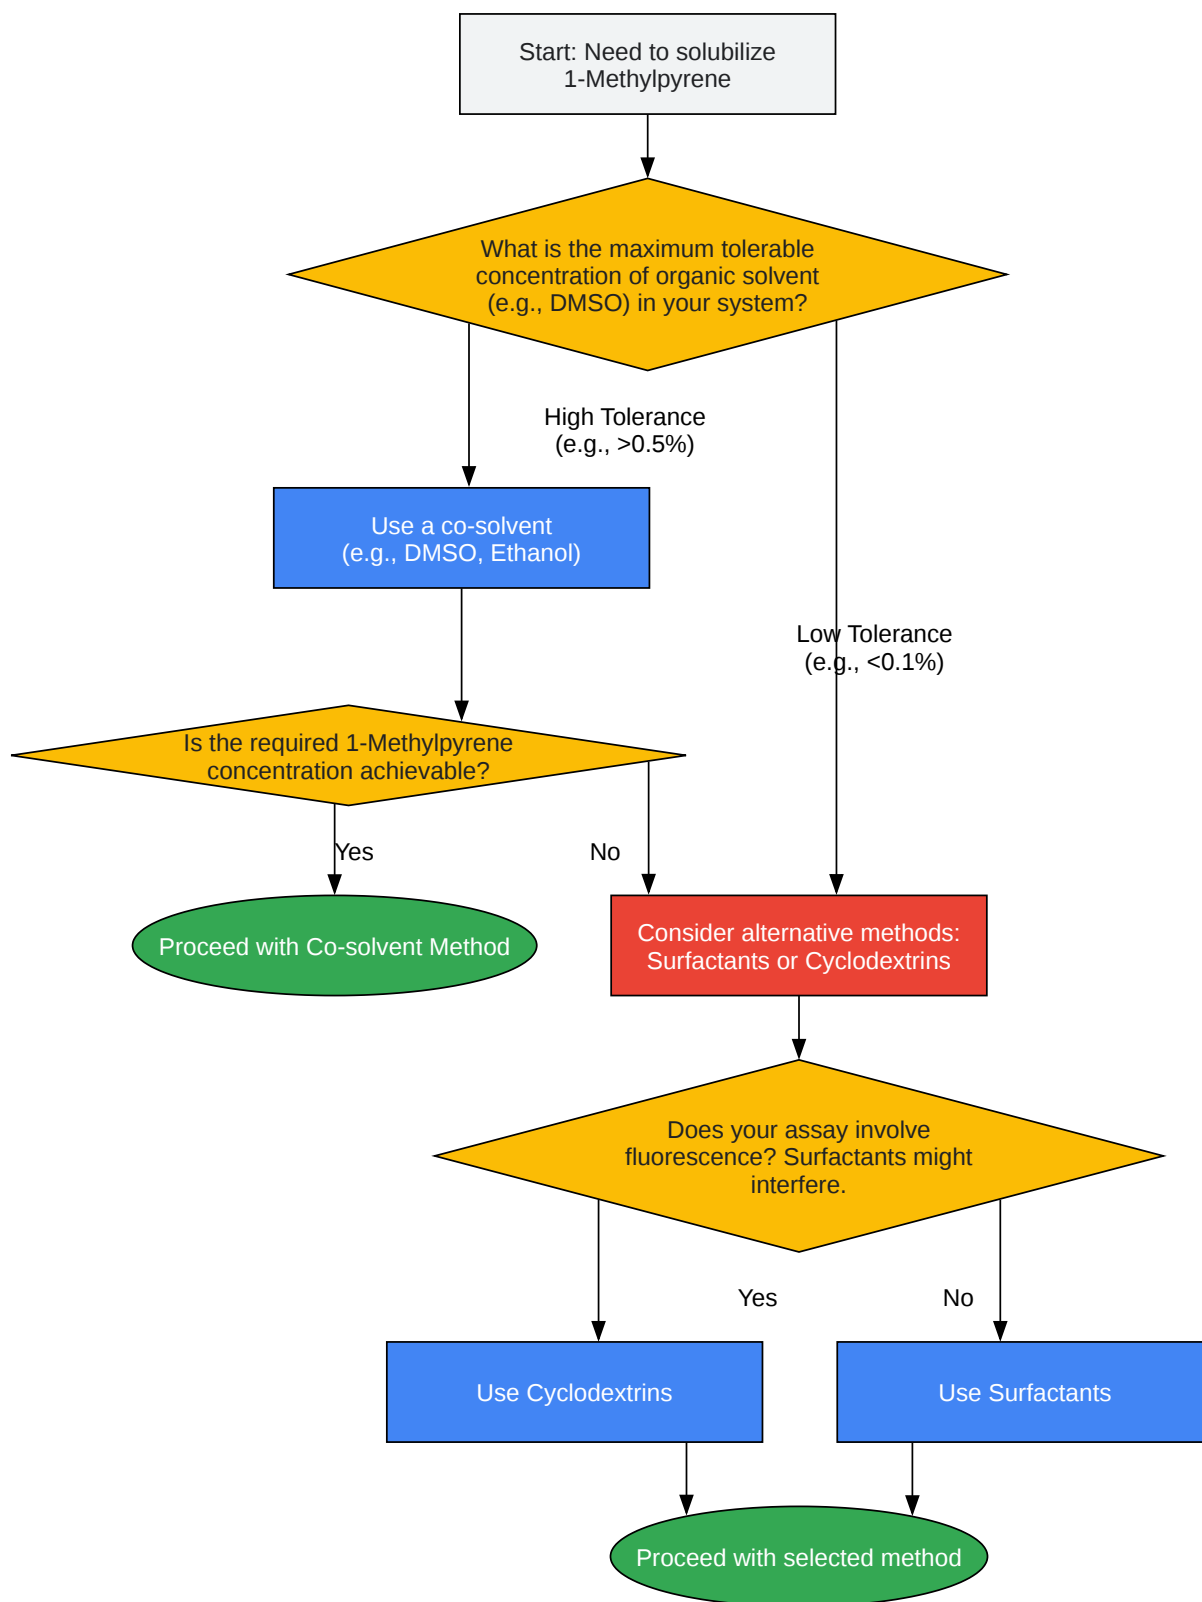 Start: Need to solubilize
1-Methylpyrene
What is the maximum tolerable
concentration of organic solvent
(e.g., DMSO) in your system?
High Tolerance
(e.g., >0.5%)
Use a co-solvent
(e.g., DMSO, Ethanol)
Low Tolerance
(e.g., <0.1%)
Is the required 1-Methylpyrene
concentration achievable?
Yes
No
Proceed with Co-solvent Method
Consider alternative methods:
Surfactants or Cyclodextrins
Does your assay involve
fluorescence? Surfactants might
interfere.
Yes
No
Use Cyclodextrins
Use Surfactants
Proceed with selected method